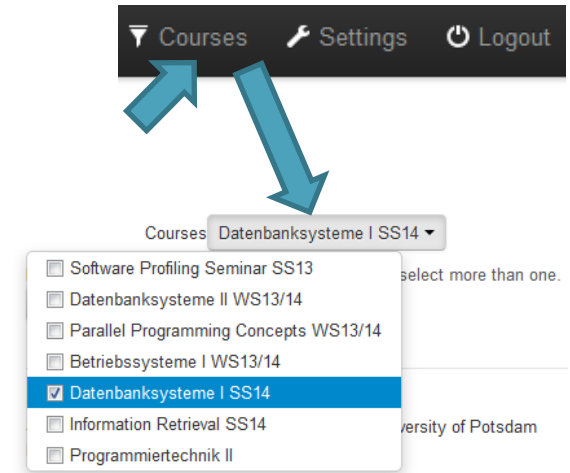 Courses Settings Logout
Courses Datenbanksysteme I SS14
Software Profiling Seminar SS13
select more than one.
Datenbanksysteme II WS13/14
Parallel Programming Concepts WS13/14
Betriebssysteme I WS13/14
Datenbanksysteme I SS14
Information Retrieval SS14
versity of Potsdam
Programmiertechnik II